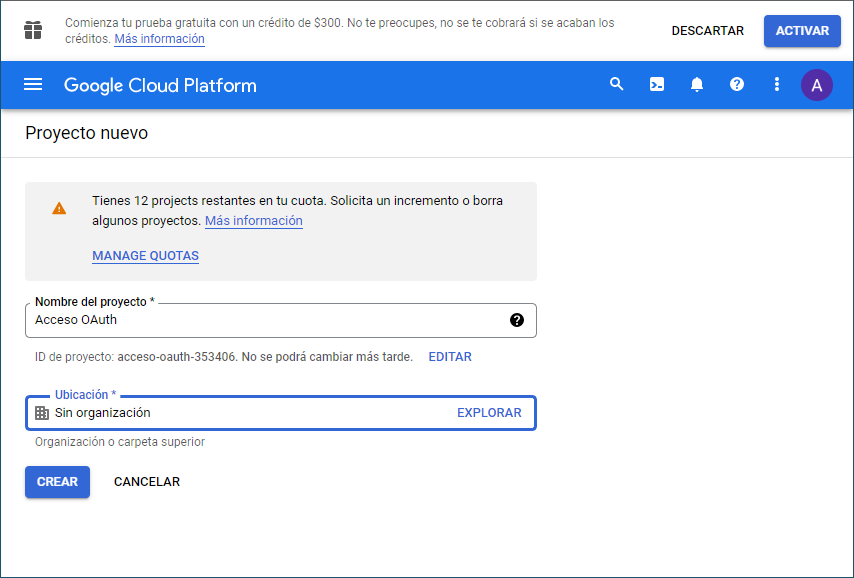 Comienza tu prueba gratuita con un crédito de $300. No te preocupes, no se te cobrará si se acaban los
créditos. Más información
DESCARTAR
ACTIVAR
Google Cloud Platform
A
Proyecto nuevo
Tienes 12 projects restantes en tu cuota. Solicita un incremento o borra
algunos proyectos. Más información
MANAGE QUOTAS
Nombre del proyecto *
Acceso OAuth
ID de proyecto: acceso-oauth-353406. No se podrá cambiar más tarde. EDITAR
Ubicación *
Sin organización EXPLORAR
Organización o carpeta superior
CREAR CANCELAR